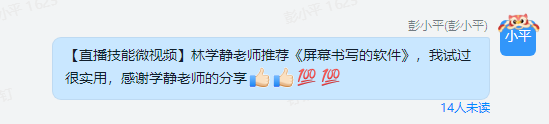 彭小平(彭小平)
小平
【直播技能微视频】林学静老师推荐《屏幕书写的软件》，我试过
很实用，感谢学静老师的分享👍🏻👍🏻💯💯
14人未读